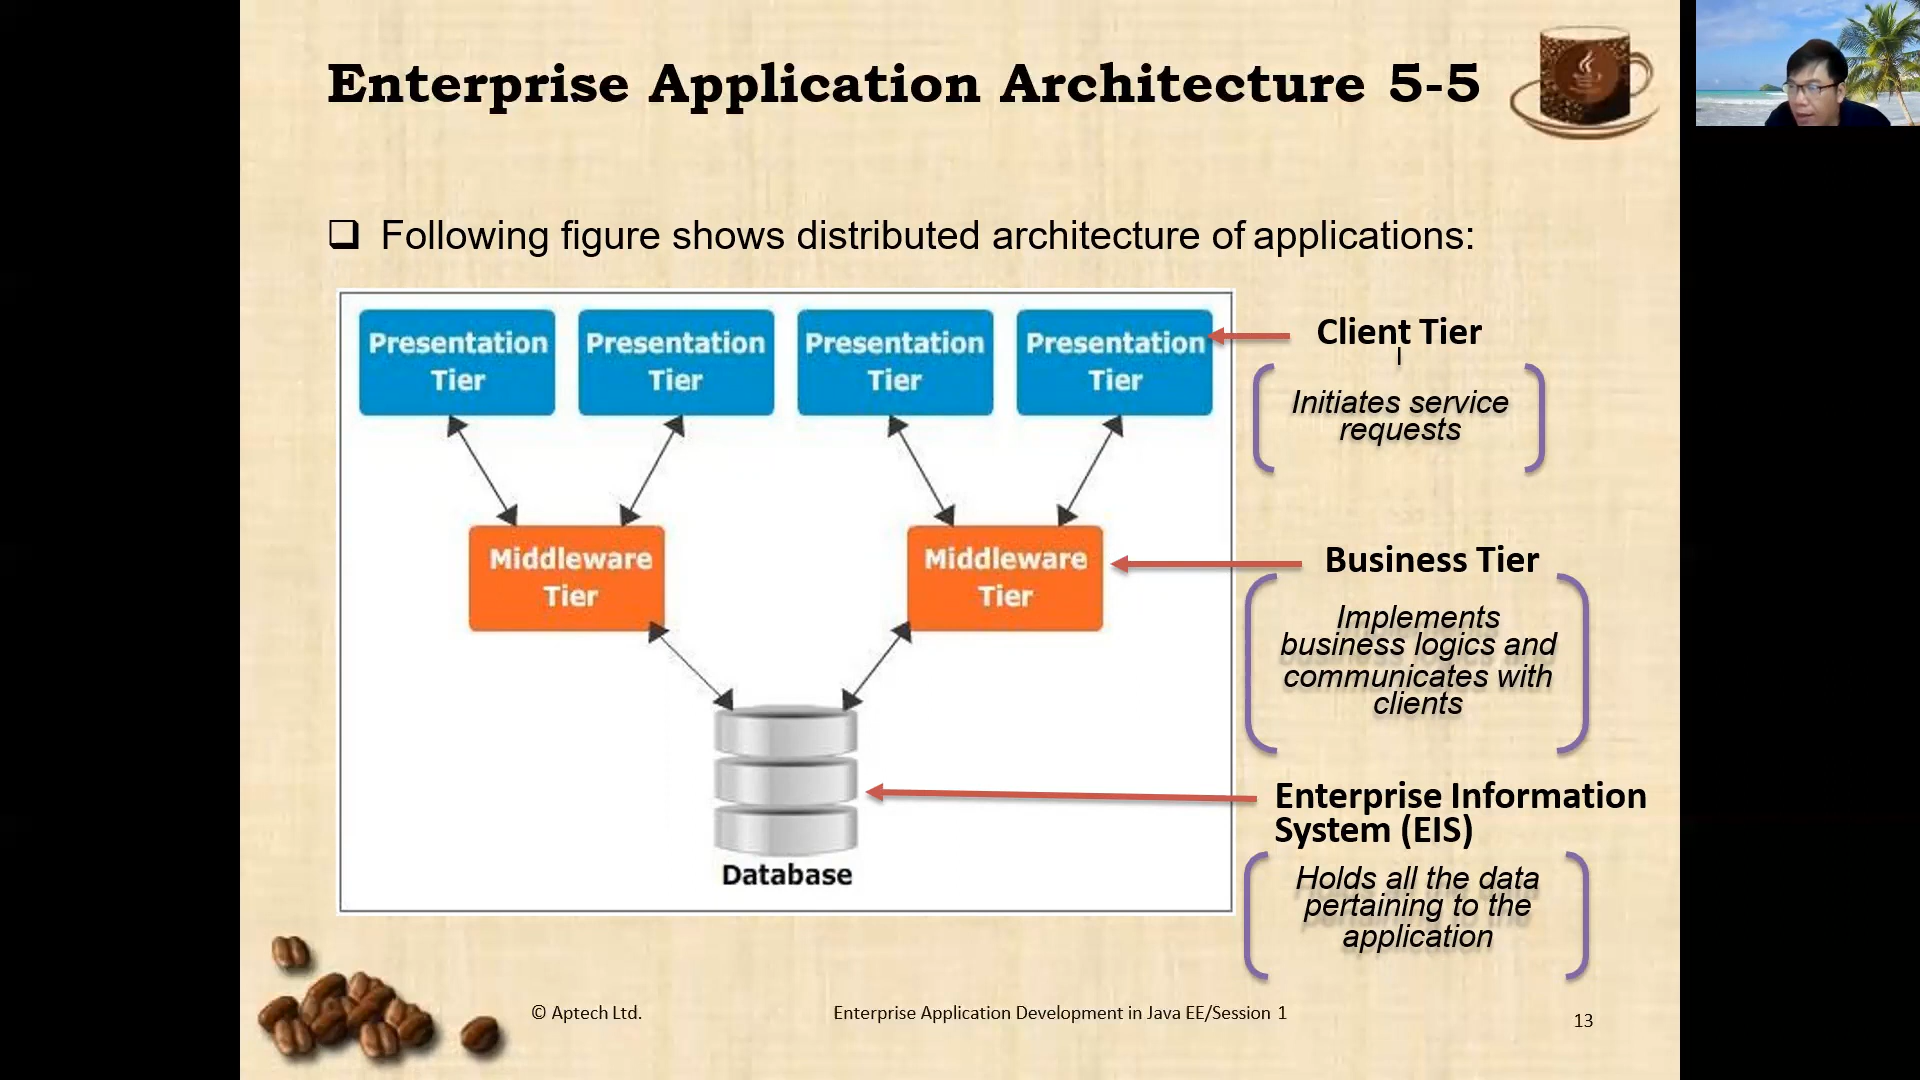 Enterprise Application Architecture 5-5
Following figure shows distributed architecture of applications:
Presentation
Tier
Presentation
Tier
Presentation
Tier
Presentation
Tier
Client Tier
Initiates service
requests
Middleware
Tier
Middleware
Tier
Business Tier
Implements
business logics and
communicates with
clients
Database
Enterprise Information
System (EIS)
Holds all the data
pertaining to the
application
© Aptech Ltd.
Enterprise Application Development in Java EE/Session 1
13